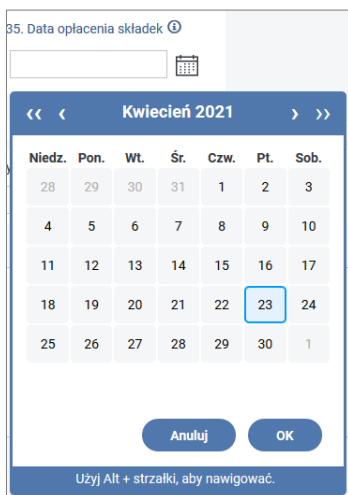 35. Data opłacenia składek
<< < Kwiecień 2021 > >>
Niedz. Pon. Wt. Śr. Czw. Pt. Sob.
28 29 30 31 1 2 3
4 5 6 7 8 9 10
11 12 13 14 15 16 17
18 19 20 21 22 23 24
25 26 27 28 29 30 1
Anuluj OK
Użyj Alt + strzałki, aby nawigować.